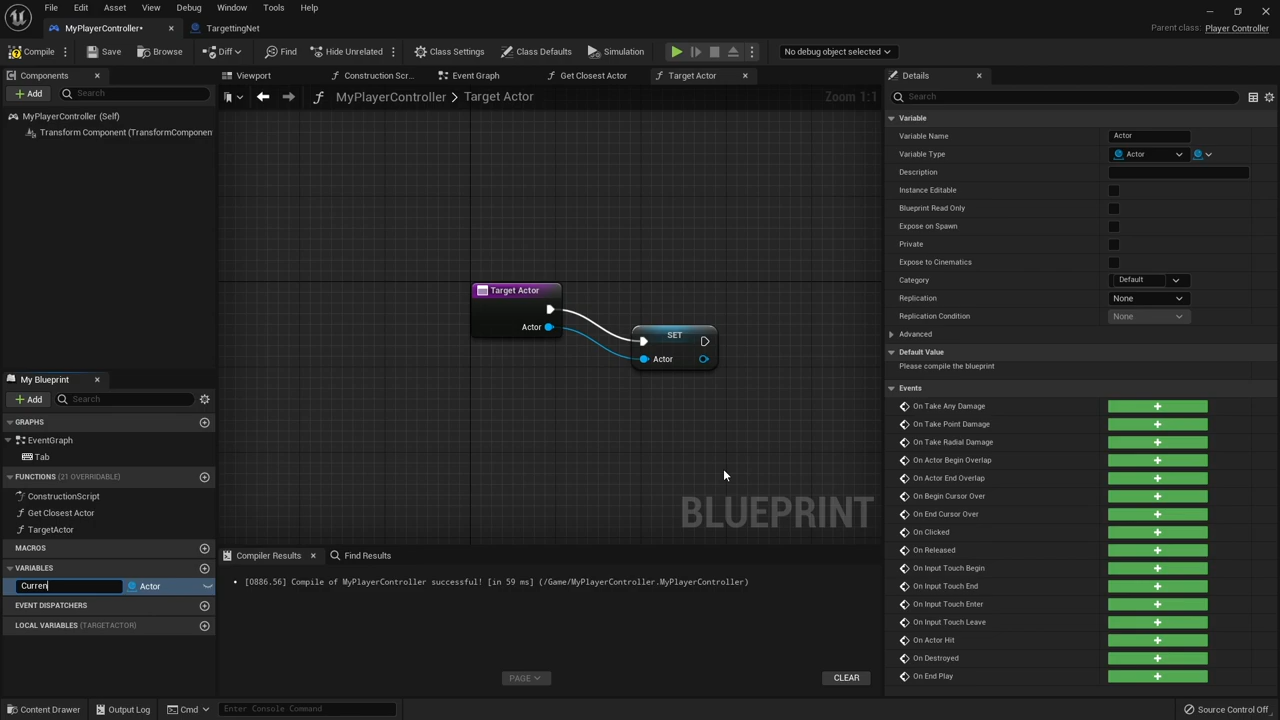 File Edit Asset View Debug Window Tools Help
MyPlayerController*
TargettingNet
Parent class: Player Controller
Compile
Save
Browse
Diff
Find
Hide Unrelated
Class Settings
Class Defaults
Simulation
No debug object selected
Components
Add
Search
MyPlayerController (Self)
Transform Component (TransformComponen
Viewport
Construction Scr...
Event Graph
Get Closest Actor
Target Actor
MyPlayerController > Target Actor
Zoom 1:1
Target Actor
Actor
SET
Actor
BLUEPRINT
My Blueprint
Add
Search
GRAPHS
EventGraph
Tab
FUNCTIONS (21 OVERRIDABLE)
ConstructionScript
Get Closest Actor
TargetActor
MACROS
VARIABLES
Curren
Actor
EVENT DISPATCHERS
LOCAL VARIABLES (TARGETACTOR)
Compiler Results
Find Results
[0886.56] Compile of MyPlayerController successful! [in 59 ms] (/Game/MyPlayerController.MyPlayerController)
PAGE
CLEAR
Details
Search
Variable
Variable Name Actor
Variable Type Actor
Description
Instance Editable
Blueprint Read Only
Expose on Spawn
Private
Expose to Cinematics
Category Default
Replication None
Replication Condition None
Advanced
Default Value
Please compile the blueprint
Events
On Take Any Damage
On Take Point Damage
On Take Radial Damage
On Actor Begin Overlap
On Actor End Overlap
On Begin Cursor Over
On End Cursor Over
On Clicked
On Released
On Input Touch Begin
On Input Touch End
On Input Touch Enter
On Input Touch Leave
On Actor Hit
On Destroyed
On End Play
Content Drawer
Output Log
Cmd
Enter Console Command
Source Control Off